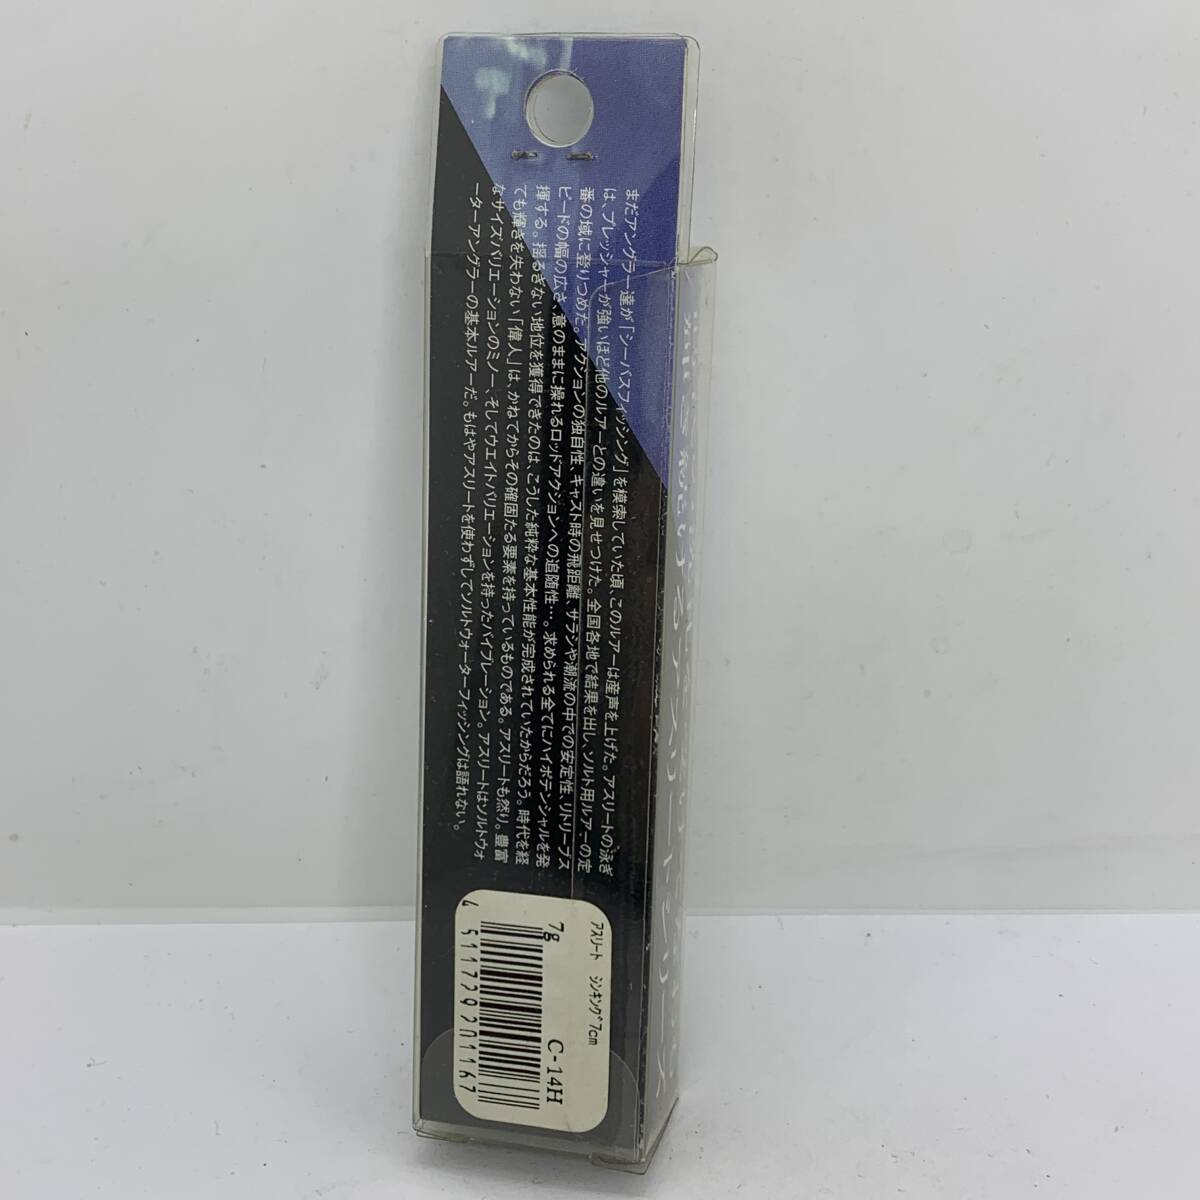 まだアングラー達が「シーバスフィッシング」を模索していた頃、このルアーは産声を上げた。アスリートの泳ぎ
は、プレッシャーが強いほど他のルアーとの違いを見せつけた。全国各地で結果を出し、ソルト用ルアーの定
番の域に登りつめた。アクションの独自性、キャスト時の飛距離、サラシや潮流の中での安定性、リトリーブス
ピードの幅の広さ、意のままに操れるロッドアクションへの追随性…。求められる全てにハイポテンシャルを発
揮する。揺るぎない地位を獲得できたのは、こうした純粋な基本性能が完成されていたからだろう。時代を経
ても輝きを失わない「偉人」は、かねてからその確固たる要素を持っているものである。アスリートも然り。豊富
なサイズバリエーションのミノー、そしてウエイトバリエーションを持ったバイブレーション。アスリートはソルトウォ
ーターアングラーの基本ルアーだ。もはやアスリートを使わずしてソルトウォーターフィッシングは語れない。
アスリート シンキング 7cm
7g C-14H
4511729201167